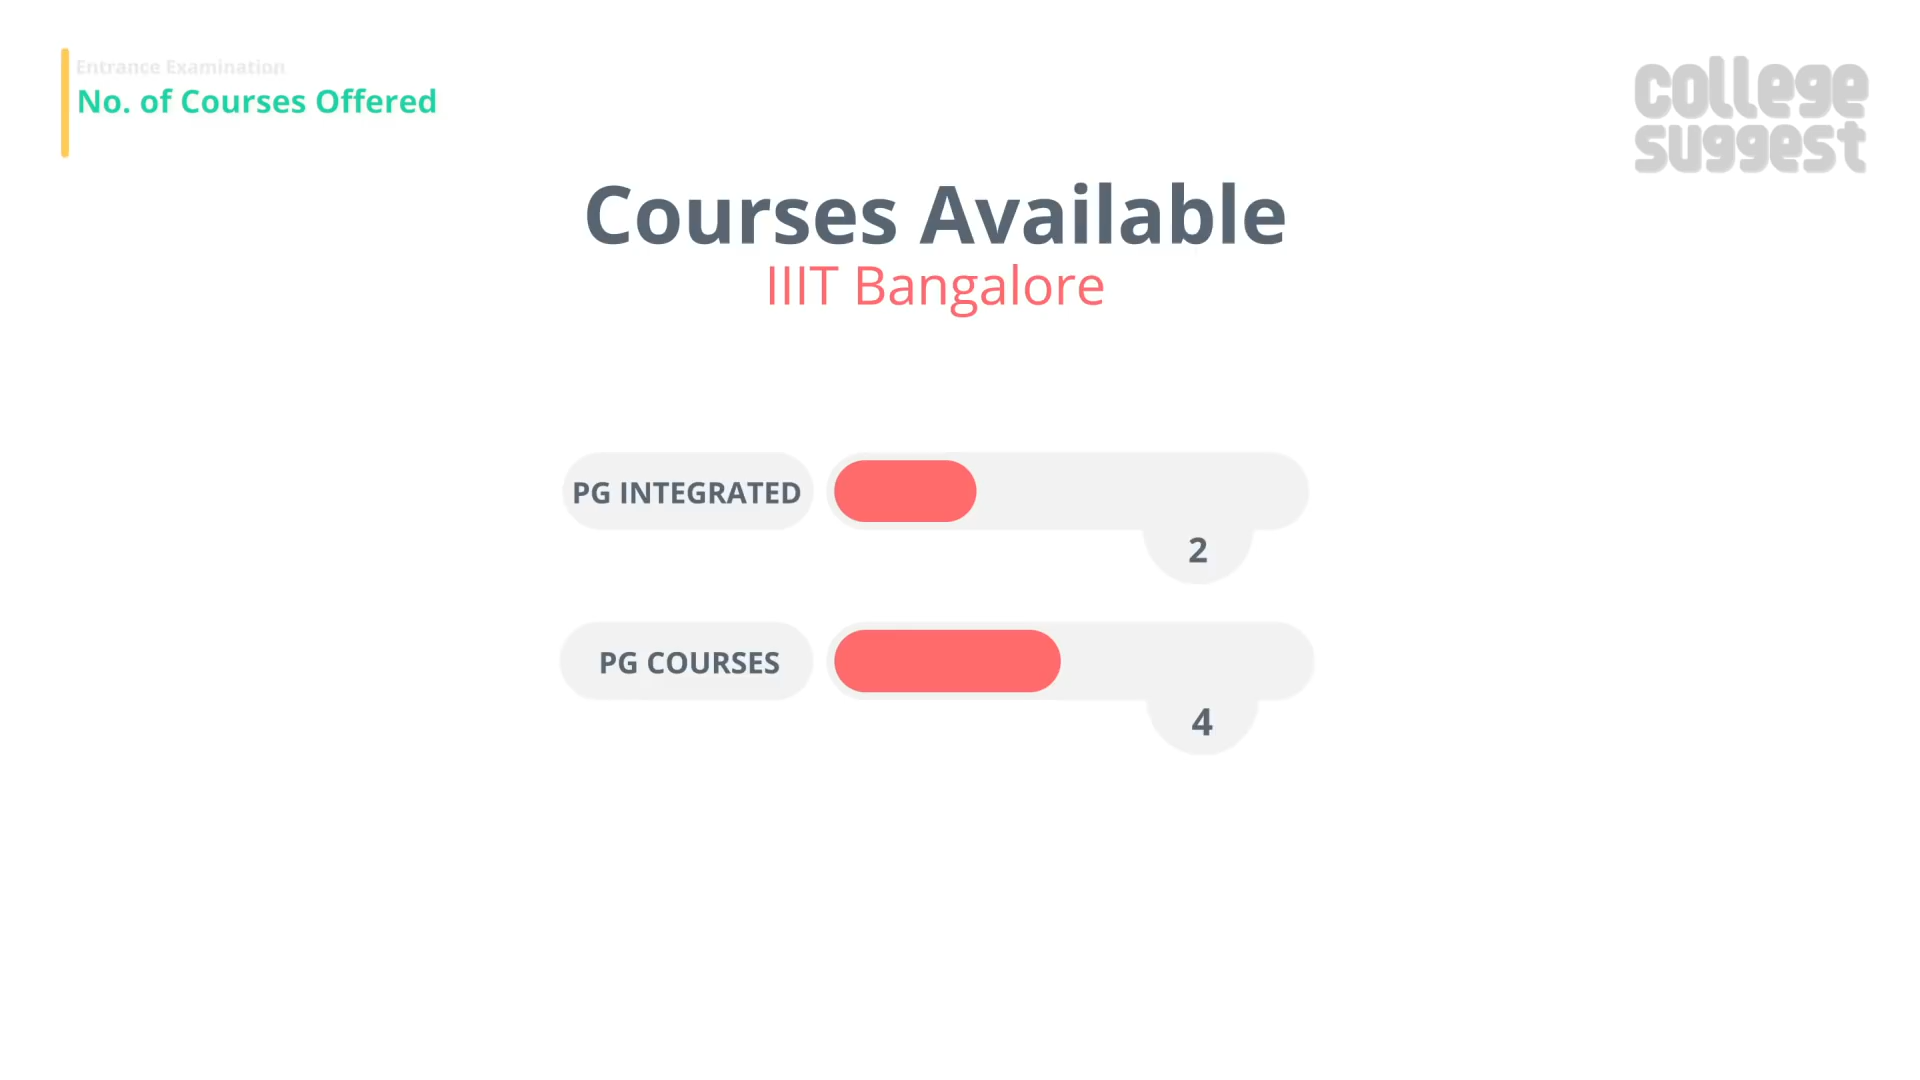 Entrance Examination
No. of Courses Offered
college
suggest
Courses Available
IIIT Bangalore
PG INTEGRATED
2
PG COURSES
4